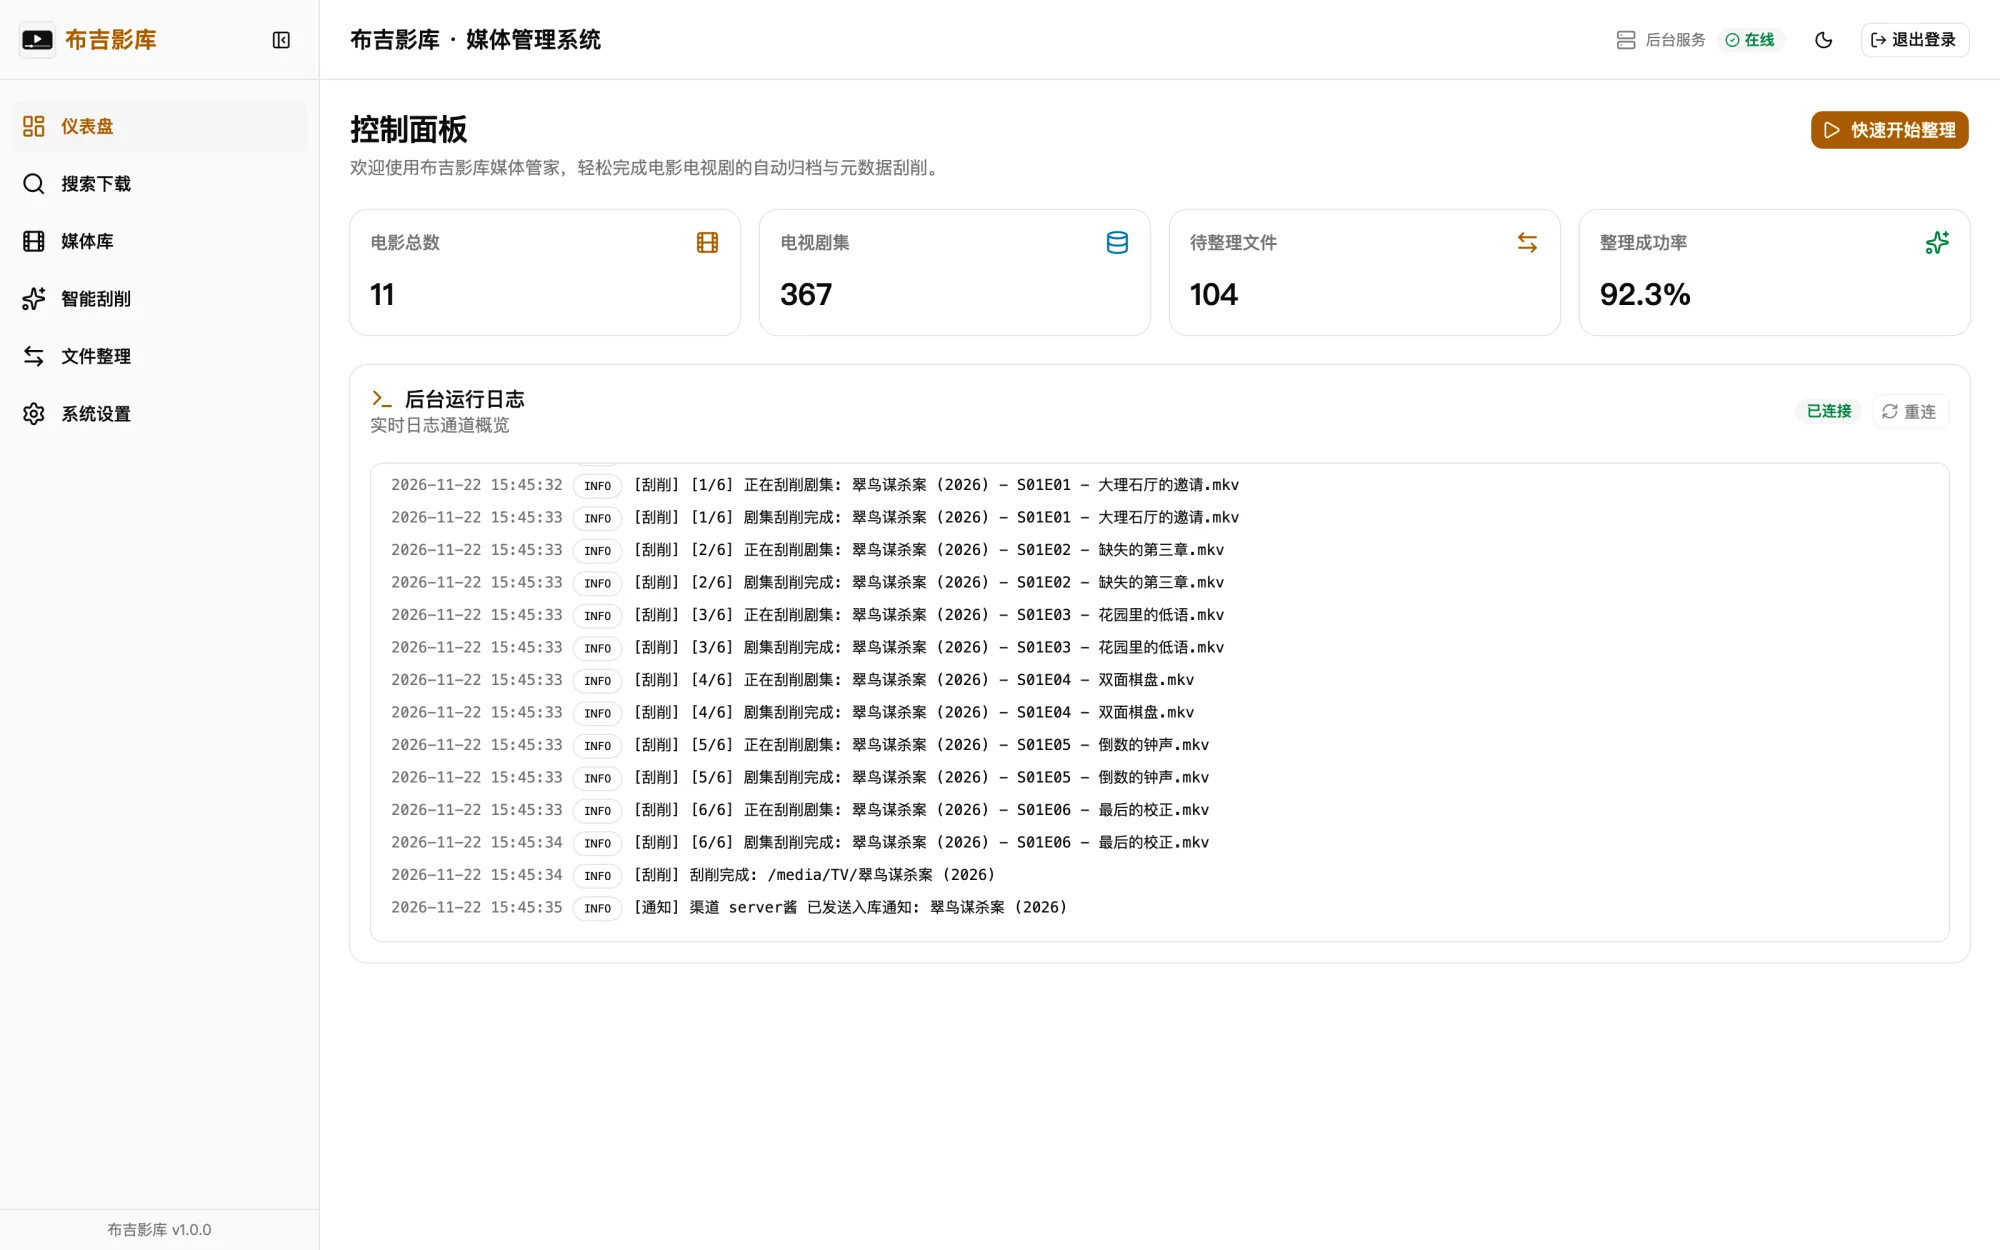 布吉影库
布吉影库 · 媒体管理系统
后台服务 在线 退出登录
仪表盘
搜索下载
媒体库
智能刮削
文件整理
系统设置
布吉影库 v1.0.0
控制面板
欢迎使用布吉影库媒体管家，轻松完成电影电视剧的自动归档与元数据刮削。
快速开始整理
电影总数
11
电视剧集
367
待整理文件
104
整理成功率
92.3%
后台运行日志
实时日志通道概览
已连接 重连
2026-11-22 15:45:32 INFO [刮削] [1/6] 正在刮削剧集: 翠鸟谋杀案 (2026) - S01E01 - 大理石厅的邀请.mkv
2026-11-22 15:45:33 INFO [刮削] [1/6] 剧集刮削完成: 翠鸟谋杀案 (2026) - S01E01 - 大理石厅的邀请.mkv
2026-11-22 15:45:33 INFO [刮削] [2/6] 正在刮削剧集: 翠鸟谋杀案 (2026) - S01E02 - 缺失的第三章.mkv
2026-11-22 15:45:33 INFO [刮削] [2/6] 剧集刮削完成: 翠鸟谋杀案 (2026) - S01E02 - 缺失的第三章.mkv
2026-11-22 15:45:33 INFO [刮削] [3/6] 正在刮削剧集: 翠鸟谋杀案 (2026) - S01E03 - 花园里的低语.mkv
2026-11-22 15:45:33 INFO [刮削] [3/6] 剧集刮削完成: 翠鸟谋杀案 (2026) - S01E03 - 花园里的低语.mkv
2026-11-22 15:45:33 INFO [刮削] [4/6] 正在刮削剧集: 翠鸟谋杀案 (2026) - S01E04 - 双面棋盘.mkv
2026-11-22 15:45:33 INFO [刮削] [4/6] 剧集刮削完成: 翠鸟谋杀案 (2026) - S01E04 - 双面棋盘.mkv
2026-11-22 15:45:33 INFO [刮削] [5/6] 正在刮削剧集: 翠鸟谋杀案 (2026) - S01E05 - 倒数的钟声.mkv
2026-11-22 15:45:33 INFO [刮削] [5/6] 剧集刮削完成: 翠鸟谋杀案 (2026) - S01E05 - 倒数的钟声.mkv
2026-11-22 15:45:33 INFO [刮削] [6/6] 正在刮削剧集: 翠鸟谋杀案 (2026) - S01E06 - 最后的校正.mkv
2026-11-22 15:45:34 INFO [刮削] [6/6] 剧集刮削完成: 翠鸟谋杀案 (2026) - S01E06 - 最后的校正.mkv
2026-11-22 15:45:34 INFO [刮削] 刮削完成: /media/TV/翠鸟谋杀案 (2026)
2026-11-22 15:45:35 INFO [通知] 渠道 server酱 已发送入库通知: 翠鸟谋杀案 (2026)